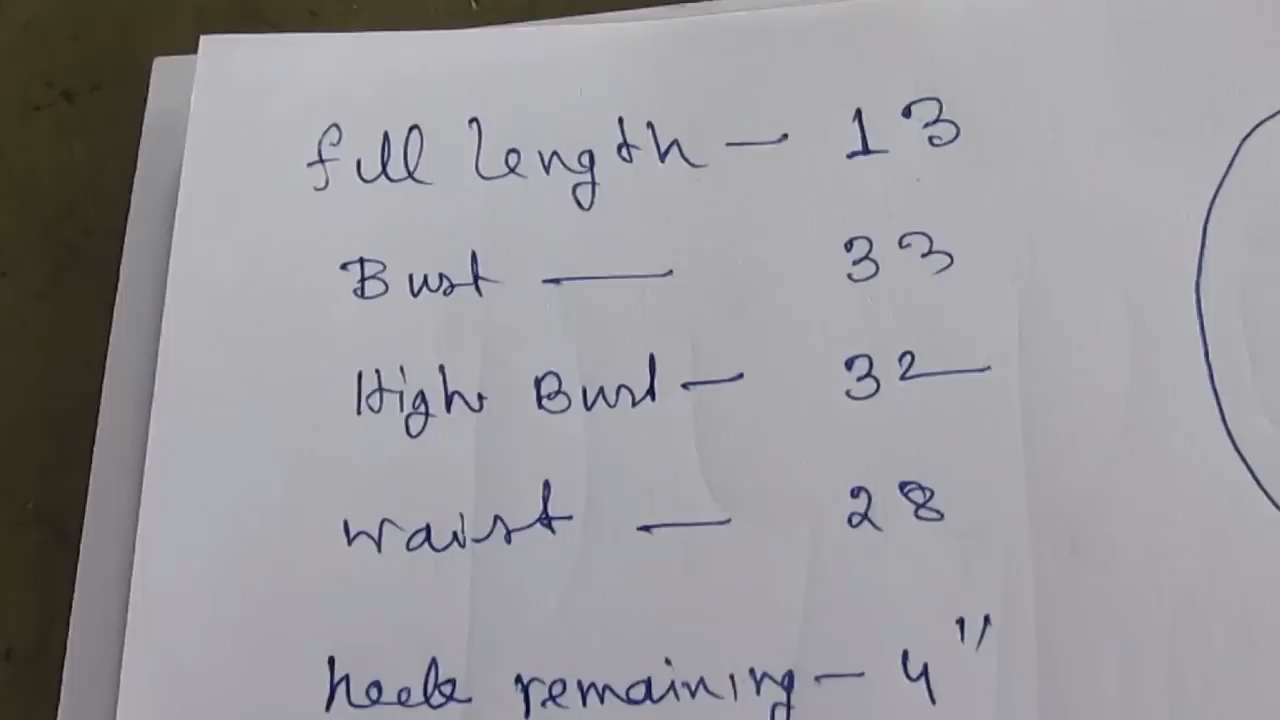 full length - 13
Bust - 33
High Bust - 32
waist - 28
neck remaining - 4"